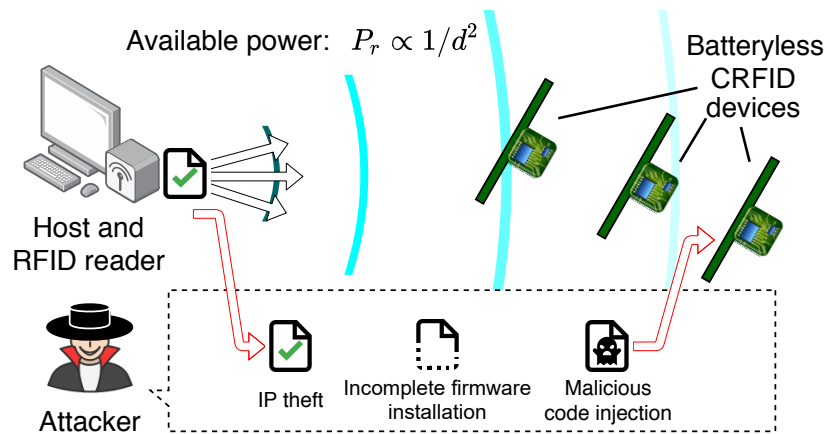 Available power: $P_r \propto 1/d^2$
Batteryless
CRFID
devices
Host and
RFID reader
Attacker
IP theft
Incomplete firmware
installation
Malicious
code injection